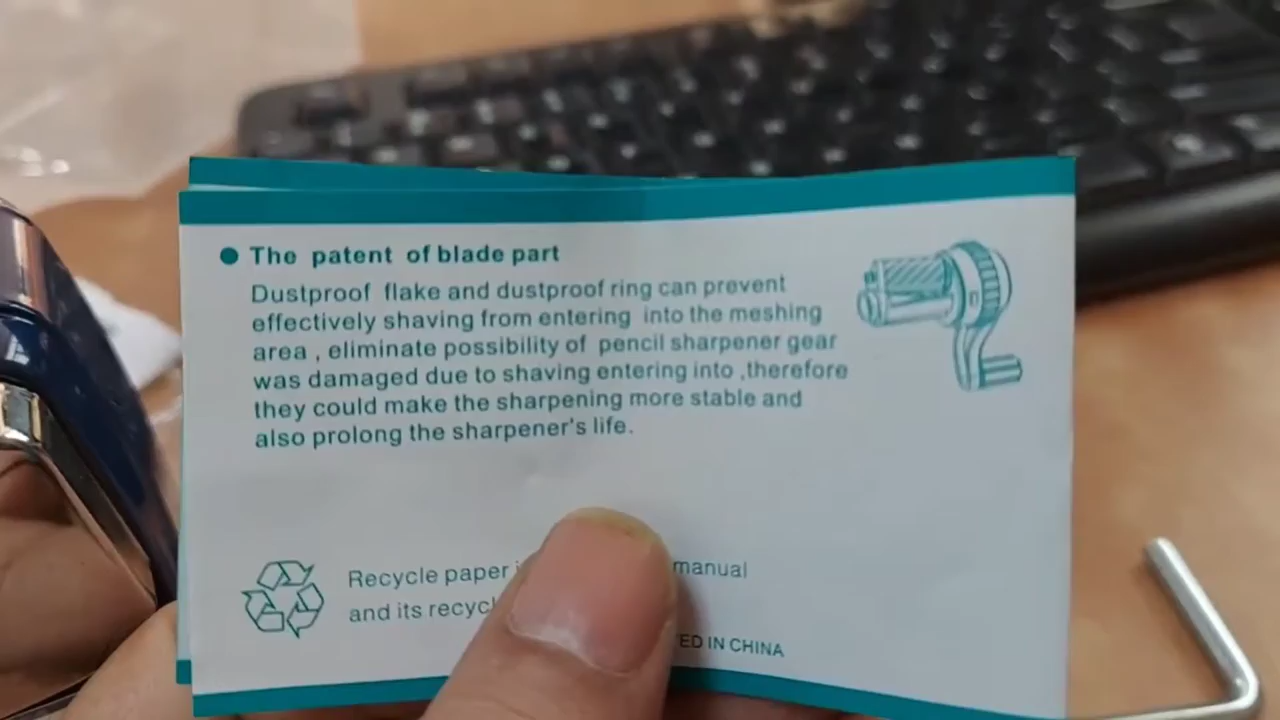 ● The patent of blade part
Dustproof flake and dustproof ring can prevent
effectively shaving from entering into the meshing
area , eliminate possibility of pencil sharpener gear
was damaged due to shaving entering into ,therefore
they could make the sharpening more stable and
also prolong the sharpener's life.
Recycle paper
manual
and its
IN CHINA